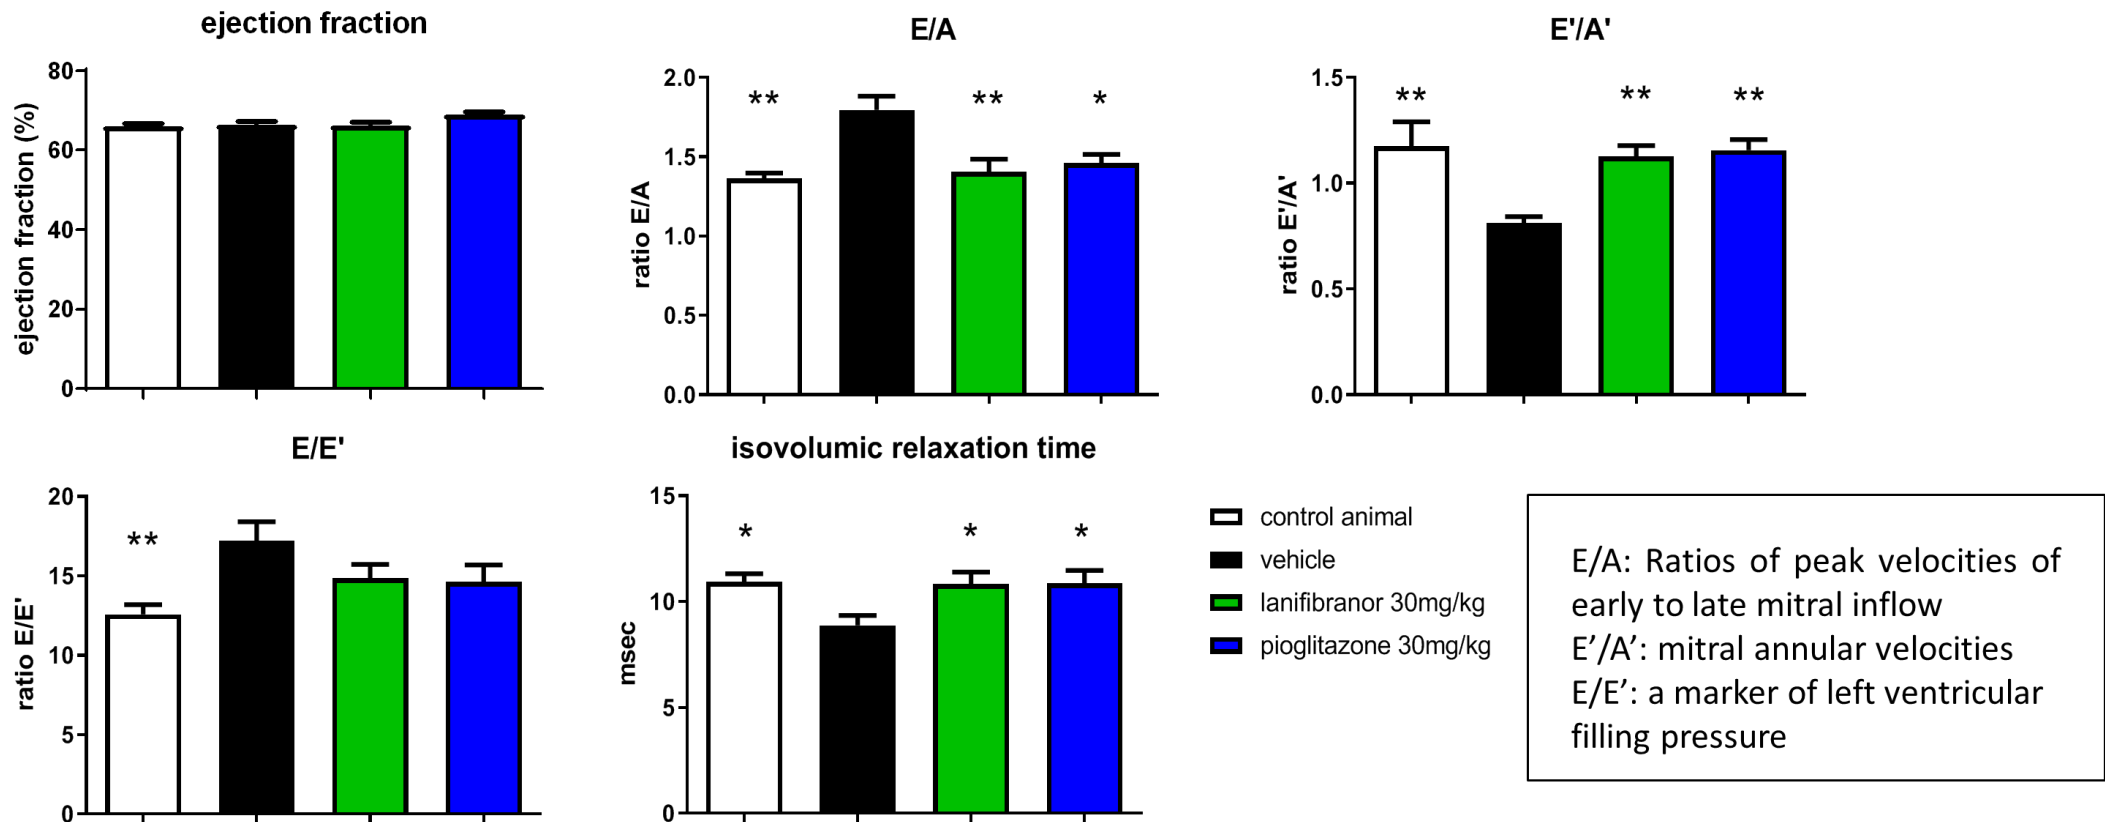 ejection fraction
ejection fraction (%)
80
60
40
20
0
E/A
ratio E/A
2.0
1.5
1.0
0.5
0.0
** ** *
E'/A'
ratio E'/A'
1.5
1.0
0.5
0.0
** ** **
E/E'
ratio E/E'
20
15
10
5
0
**
isovolumic relaxation time
msec
15
10
5
0
* * *
control animal
vehicle
lanifibranor 30mg/kg
pioglitazone 30mg/kg
E/A: Ratios of peak velocities of
early to late mitral inflow
E’/A’: mitral annular velocities
E/E’: a marker of left ventricular
filling pressure